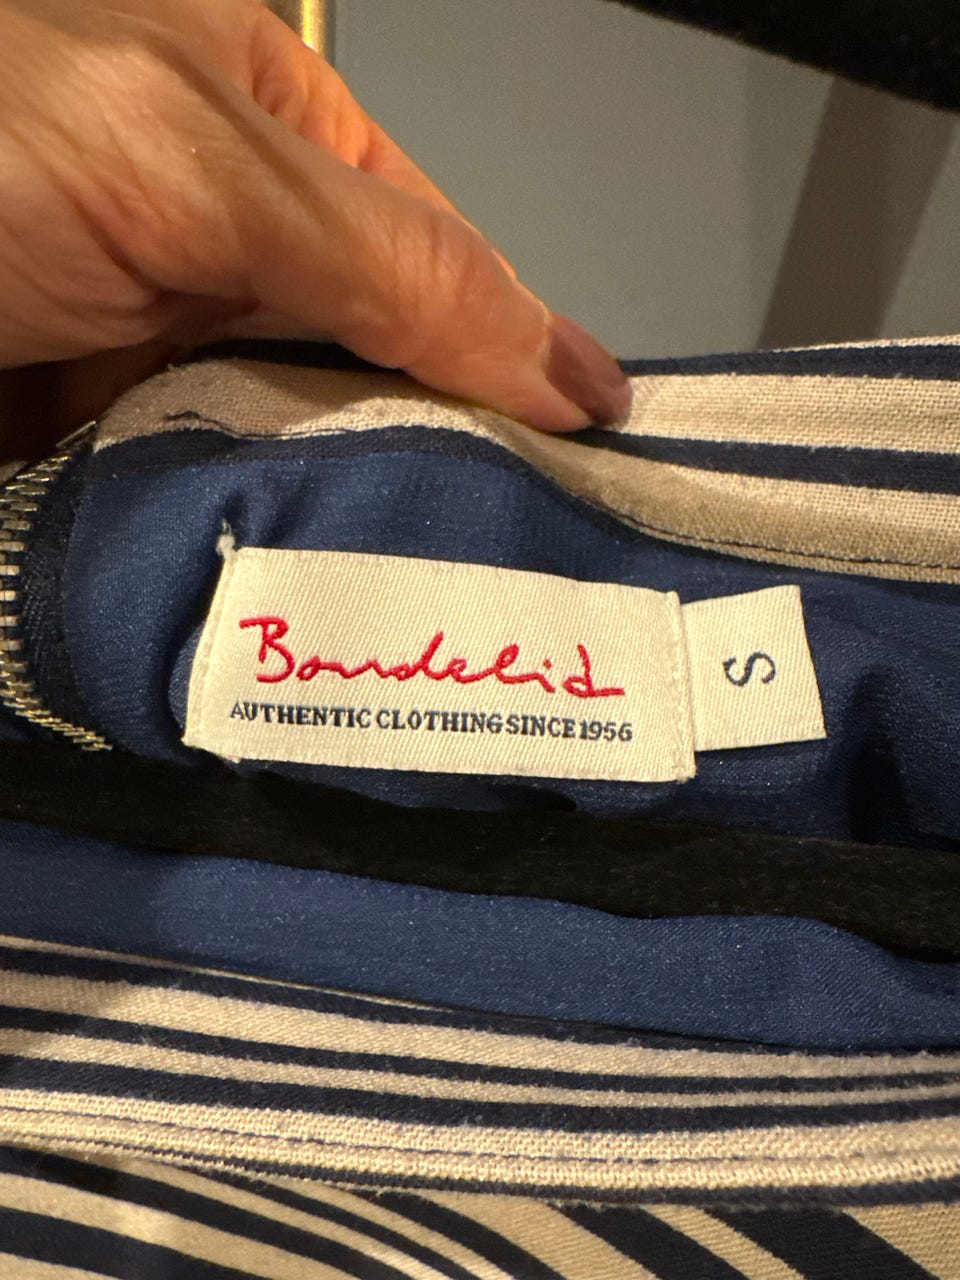 Bondelid
AUTHENTIC CLOTHING SINCE 1956
S